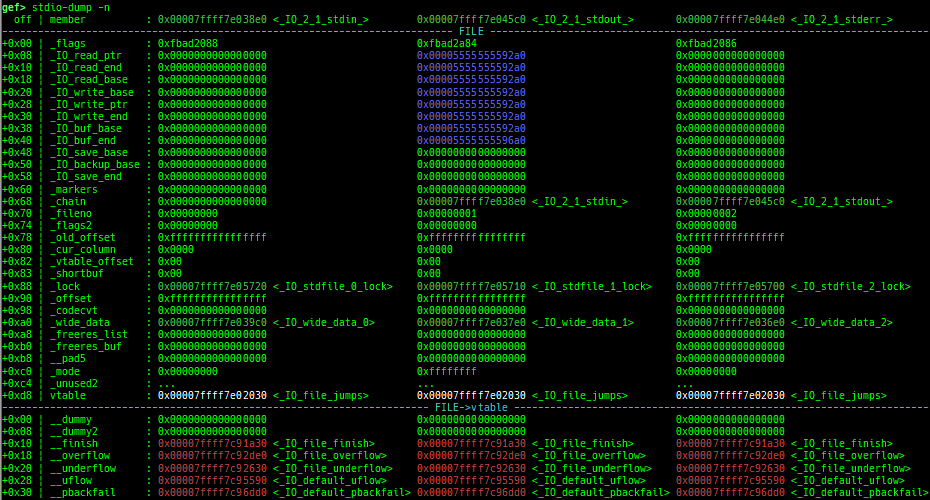 gef> stdio-dump -n
off | member : 0x00007ffff7e038e0 <_IO_2_1_stdin_> 0x00007ffff7e045c0 <_IO_2_1_stdout_> 0x00007ffff7e044e0 <_IO_2_1_stderr_>
FILE
+0x00 | _flags : 0xfbad2088 0xfbad2a84 0xfbad2086
+0x08 | _IO_read_ptr : 0x0000000000000000 0x00005555555592a0 0x0000000000000000
+0x10 | _IO_read_end : 0x0000000000000000 0x00005555555592a0 0x0000000000000000
+0x18 | _IO_read_base : 0x0000000000000000 0x00005555555592a0 0x0000000000000000
+0x20 | _IO_write_base : 0x0000000000000000 0x00005555555592a0 0x0000000000000000
+0x28 | _IO_write_ptr : 0x0000000000000000 0x00005555555592a0 0x0000000000000000
+0x30 | _IO_write_end : 0x0000000000000000 0x00005555555592a0 0x0000000000000000
+0x38 | _IO_buf_base : 0x0000000000000000 0x00005555555592a0 0x0000000000000000
+0x40 | _IO_buf_end : 0x0000000000000000 0x00005555555596a0 0x0000000000000000
+0x48 | _IO_save_base : 0x0000000000000000 0x0000000000000000 0x0000000000000000
+0x50 | _IO_backup_base : 0x0000000000000000 0x0000000000000000 0x0000000000000000
+0x58 | _IO_save_end : 0x0000000000000000 0x0000000000000000 0x0000000000000000
+0x60 | _markers : 0x0000000000000000 0x0000000000000000 0x0000000000000000
+0x68 | _chain : 0x0000000000000000 0x00007ffff7e038e0 <_IO_2_1_stdin_> 0x00007ffff7e045c0 <_IO_2_1_stdout_>
+0x70 | _fileno : 0x00000000 0x00000001 0x00000002
+0x74 | _flags2 : 0x00000000 0x00000000 0x00000000
+0x78 | _old_offset : 0xffffffffffffffff 0xffffffffffffffff 0xffffffffffffffff
+0x80 | _cur_column : 0x0000 0x0000 0x0000
+0x82 | _vtable_offset : 0x00 0x00 0x00
+0x83 | _shortbuf : 0x00 0x00 0x00
+0x88 | _lock : 0x00007ffff7e05720 <_IO_stdfile_0_lock> 0x00007ffff7e05710 <_IO_stdfile_1_lock> 0x00007ffff7e05700 <_IO_stdfile_2_lock>
+0x90 | _offset : 0xffffffffffffffff 0xffffffffffffffff 0xffffffffffffffff
+0x98 | _codecvt : 0x0000000000000000 0x0000000000000000 0x0000000000000000
+0xa0 | _wide_data : 0x00007ffff7e039c0 <_IO_wide_data_0> 0x00007ffff7e037e0 <_IO_wide_data_1> 0x00007ffff7e036e0 <_IO_wide_data_2>
+0xa8 | _freeres_list : 0x0000000000000000 0x0000000000000000 0x0000000000000000
+0xb0 | _freeres_buf : 0x0000000000000000 0x0000000000000000 0x0000000000000000
+0xb8 | __pad5 : 0x0000000000000000 0x0000000000000000 0x0000000000000000
+0xc0 | _mode : 0x00000000 0xffffffff 0x00000000
+0xc4 | _unused2 : ... ... ...
+0xd8 | vtable : 0x00007ffff7e02030 <_IO_file_jumps> 0x00007ffff7e02030 <_IO_file_jumps> 0x00007ffff7e02030 <_IO_file_jumps>
FILE->vtable
+0x00 | __dummy : 0x0000000000000000 0x0000000000000000 0x0000000000000000
+0x08 | __dummy2 : 0x0000000000000000 0x0000000000000000 0x0000000000000000
+0x10 | __finish : 0x00007ffff7c91a30 <_IO_file_finish> 0x00007ffff7c91a30 <_IO_file_finish> 0x00007ffff7c91a30 <_IO_file_finish>
+0x18 | __overflow : 0x00007ffff7c92de0 <_IO_file_overflow> 0x00007ffff7c92de0 <_IO_file_overflow> 0x00007ffff7c92de0 <_IO_file_overflow>
+0x20 | __underflow : 0x00007ffff7c92630 <_IO_file_underflow> 0x00007ffff7c92630 <_IO_file_underflow> 0x00007ffff7c92630 <_IO_file_underflow>
+0x28 | __uflow : 0x00007ffff7c95590 <_IO_default_uflow> 0x00007ffff7c95590 <_IO_default_uflow> 0x00007ffff7c95590 <_IO_default_uflow>
+0x30 | __pbackfail : 0x00007ffff7c96dd0 <_IO_default_pbackfail> 0x00007ffff7c96dd0 <_IO_default_pbackfail> 0x00007ffff7c96dd0 <_IO_default_pbackfail>